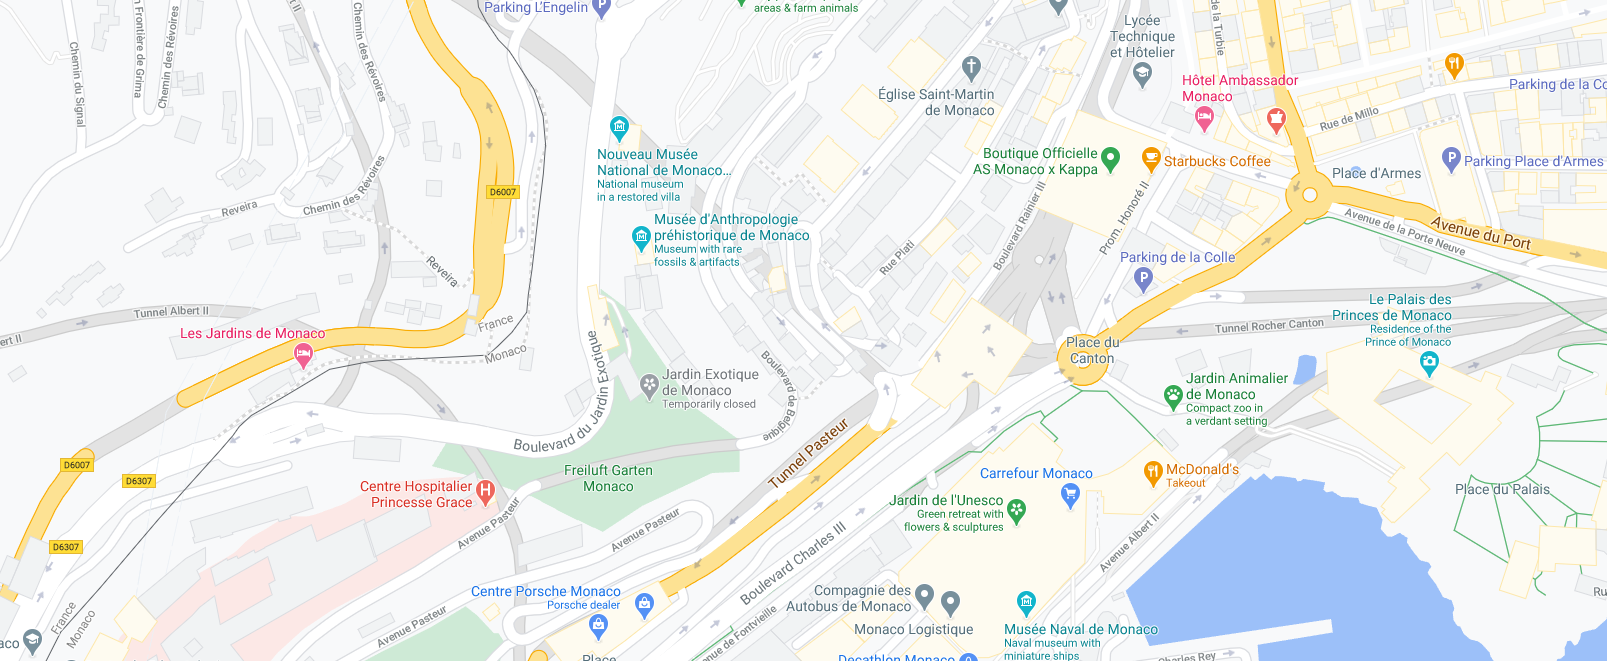 Parking L'Engelin
areas & farm animals
Lycée
Technique
et Hôtelier
de la Turbie
Frontière de Grima
Chemin des Révoires
Chemin des Révoires
Chemin du Signal
Hôtel Ambassador
Monaco
Parking de la Co
Église Saint-Martin
de Monaco
Rue de Millo
Nouveau Musée
National de Monaco...
National museum
in a restored villa
Boutique Officielle
AS Monaco x Kappa
Starbucks Coffee
Parking Place d'Armes
Place d'Armes
D6007
Reveira
Chemin des Révoires
Reveira
Musée d'Anthropologie
préhistorique de Monaco
Museum with rare
fossils & artifacts
Rue Plati
Boulevard Rainier III
Prom. Honoré II
Avenue de la Porte Neuve
Avenue du Port
Parking de la Colle
Tunnel Albert II
ert II
Les Jardins de Monaco
France
Monaco
Le Palais des
Princes de Monaco
Residence of the
Prince of Monaco
Tunnel Rocher Canton
Place du
Canton
Boulevard du Jardin Exotique
Jardin Exotique
de Monaco
Temporarily closed
Boulevard de Belgique
Jardin Animalier
de Monaco
Compact zoo in
a verdant setting
Tunnel Pasteur
D6007
D6307
Freiluft Garten
Monaco
Centre Hospitalier
Princesse Grace
Carrefour Monaco
McDonald's
Takeout
Place du Palais
Jardin de l'Unesco
Green retreat with
flowers & sculptures
Avenue Pasteur
Avenue Pasteur
D6307
Boulevard Charles III
Avenue Albert II
Centre Porsche Monaco
Porsche dealer
Compagnie des
Autobus de Monaco
Monaco Logistique
Musée Naval de Monaco
Naval museum with
miniature ships
France
Monaco
Avenue Pasteur
Avenue de Fontvieille
aco
Place
Decathlon Monaco
Charles Rey
Ru